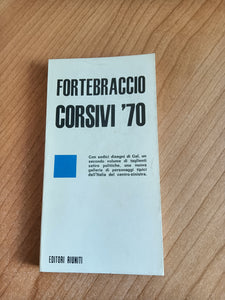 FORTEBRACCIO
CORSIVI '70
Con sedici disegni di Gal, un
secondo volume di taglienti
satire politiche, una nuova
galleria di personaggi tipici
dell'Italia del centro-sinistra.
EDITORI RIUNITI